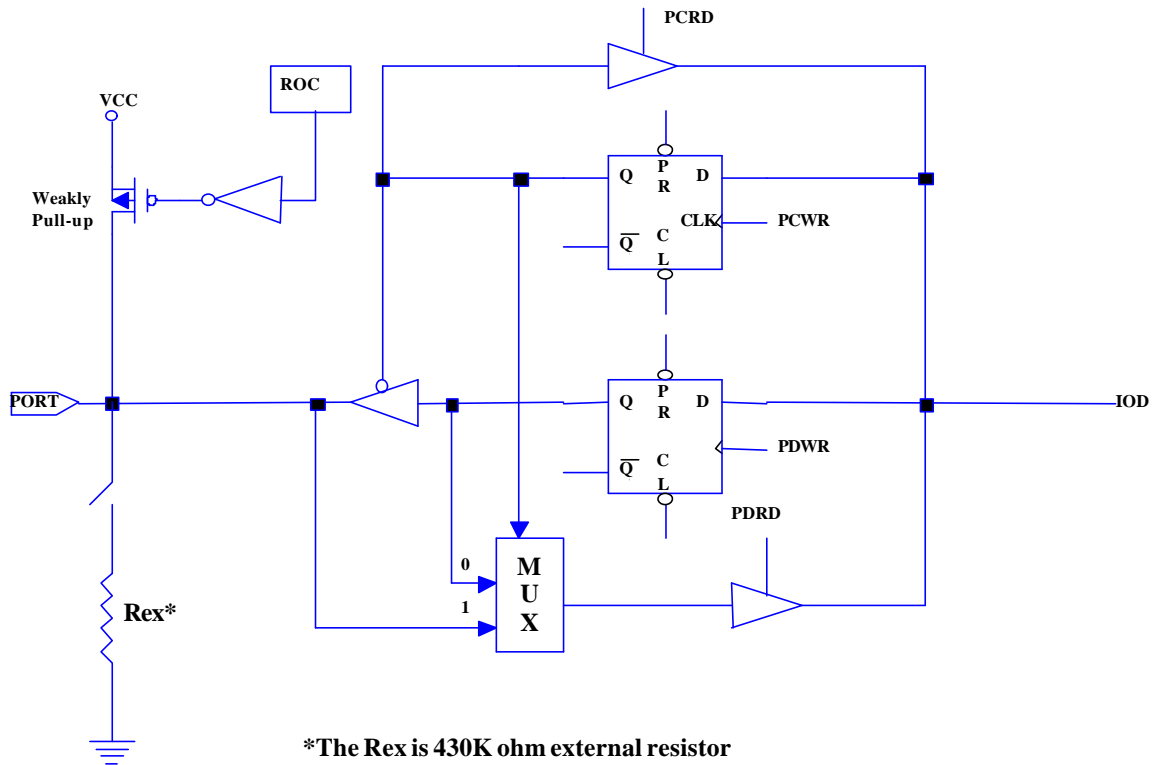 PCRD
ROC
VCC
Weakly
Pull-up
Q
P
R
D
CLK
PCWR
Q
C
L
PORT
Q
P
R
D
IOD
Q
C
L
PDWR
PDRD
0
1
M
U
X
Rex*
*The Rex is 430K ohm external resistor